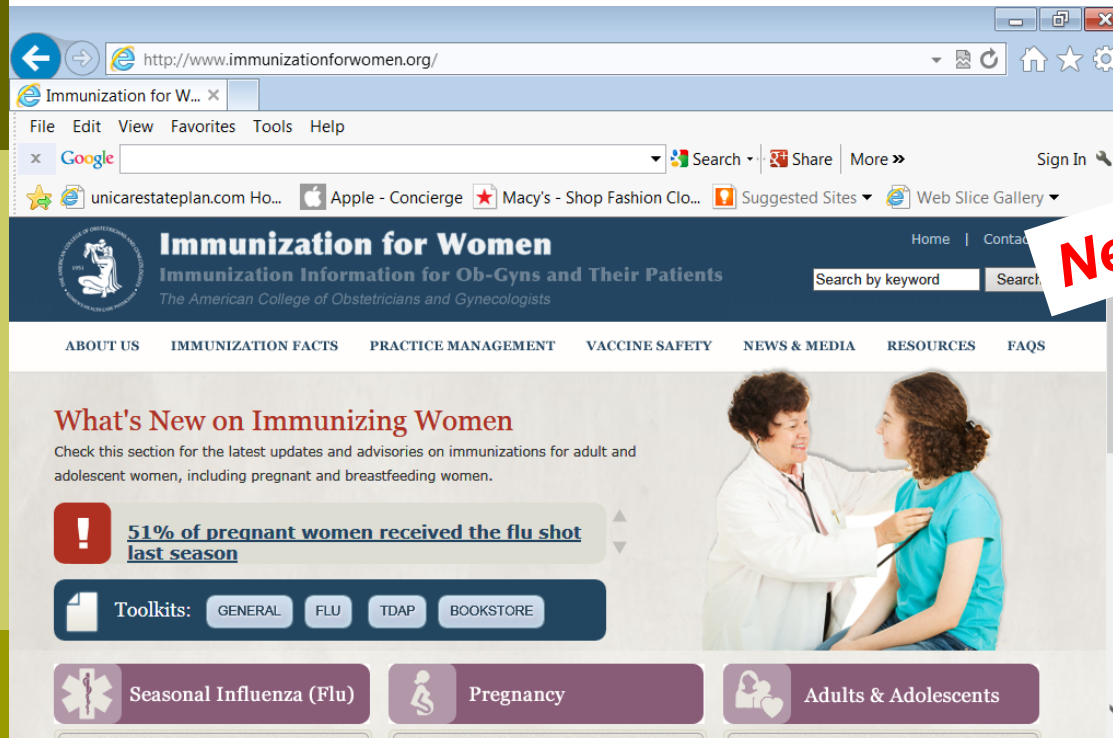 http://www.immunizationforwomen.org/
Immunization for W... ×
File Edit View Favorites Tools Help
x Google Search Share More » Sign In
unicarestateplan.com Ho... Apple - Concierge Macy's - Shop Fashion Clo... Suggested Sites Web Slice Gallery
Immunization for Women
Immunization Information for Ob-Gyns and Their Patients
The American College of Obstetricians and Gynecologists
Home |
Search by keyword Search
ABOUT US IMMUNIZATION FACTS PRACTICE MANAGEMENT VACCINE SAFETY NEWS & MEDIA RESOURCES FAQS
What's New on Immunizing Women
Check this section for the latest updates and advisories on immunizations for adult and
adolescent women, including pregnant and breastfeeding women.
! 51% of pregnant women received the flu shot
last season
Toolkits: GENERAL FLU TDAP BOOKSTORE
Seasonal Influenza (Flu) Pregnancy Adults & Adolescents